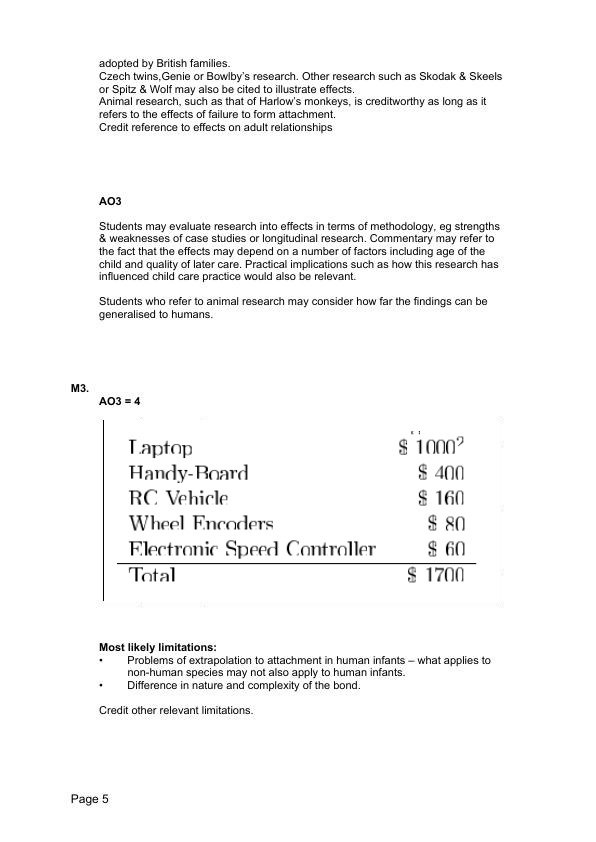 adopted by British families.
Czech twins,Genie or Bowlby's research. Other research such as Skodak & Skeels
or Spitz & Wolf may also be cited to illustrate effects.
Animal research, such as that of Harlow's monkeys, is creditworthy as long as it
refers to the effects of failure to form attachment.
Credit reference to effects on adult relationships
AO3
Students may evaluate research into effects in terms of methodology, eg strengths
& weaknesses of case studies or longitudinal research. Commentary may refer to
the fact that the effects may depend on a number of factors including age of the
child and quality of later care. Practical implications such as how this research has
influenced child care practice would also be relevant.
Students who refer to animal research may consider how far the findings can be
generalised to humans.
M3.
AO3 = 4
Laptop $ 1000²
Handy-Board $ 400
RC Vehicle $ 160
Wheel Encoders $ 80
Electronic Speed Controller $ 60
Total $ 1700
Most likely limitations:
• Problems of extrapolation to attachment in human infants – what applies to
non-human species may not also apply to human infants.
• Difference in nature and complexity of the bond.
Credit other relevant limitations.
Page 5